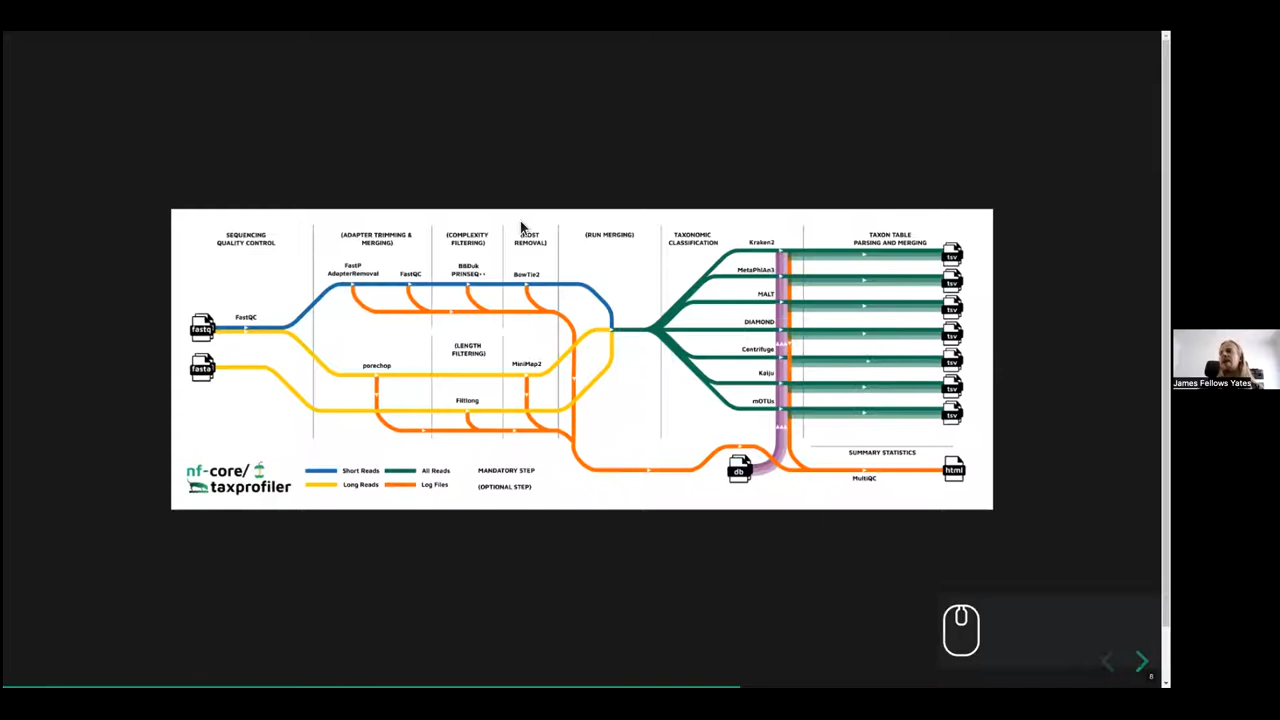 SEQUENCING
QUALITY CONTROL
(ADAPTER TRIMMING &
MERGING)
(COMPLEXITY
FILTERING)
REMOVAL)
(RUN MERGING)
TAXONOMIC
CLASSIFICATION
TAXON TABLE
PARSING AND MERGING
FastP
AdapterRemoval
FastQC
BBDuk
PRINSEQ++
BowTie2
Kraken2
MetaPhlAn3
MALT
DIAMOND
Centrifuge
Kaiju
mOTUs
tsv
tsv
tsv
tsv
tsv
tsv
tsv
FastQC
fastq
fasta
(LENGTH
FILTERING)
porechop
MiniMap2
Filtlong
SUMMARY STATISTICS
db
html
MultiQC
nf-core/
taxprofiler
Short Reads
All Reads
MANDATORY STEP
Long Reads
Log Files
(OPTIONAL STEP)
James Fellows Yates
8